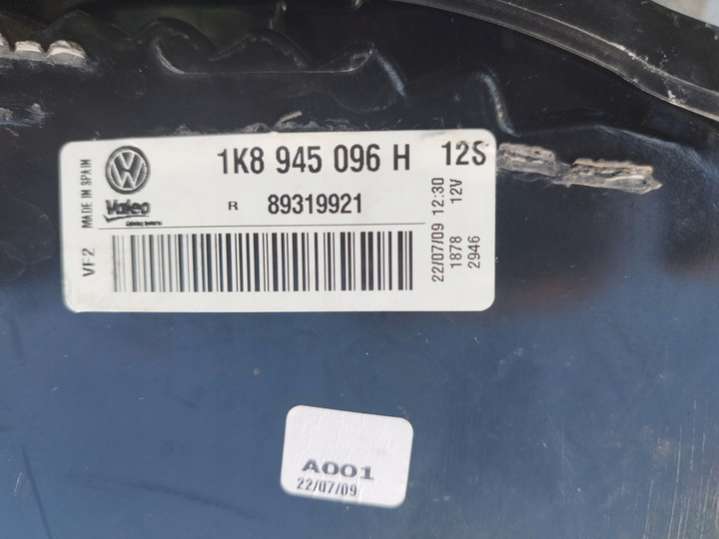 1K8 945 096 H 12S
R 89319921
MADE IN SPAIN
VF2
Valeo
22/07/09 12:30
1878 12V
2946
A001
22/07/09